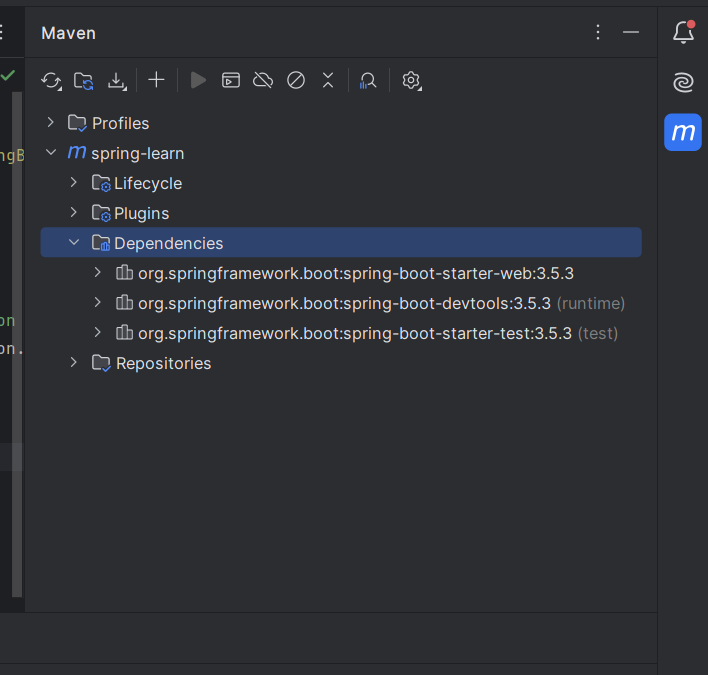 Maven
Profiles
m spring-learn
Lifecycle
Plugins
Dependencies
org.springframework.boot:spring-boot-starter-web:3.5.3
org.springframework.boot:spring-boot-devtools:3.5.3 (runtime)
org.springframework.boot:spring-boot-starter-test:3.5.3 (test)
Repositories
ngB
on
on.
m